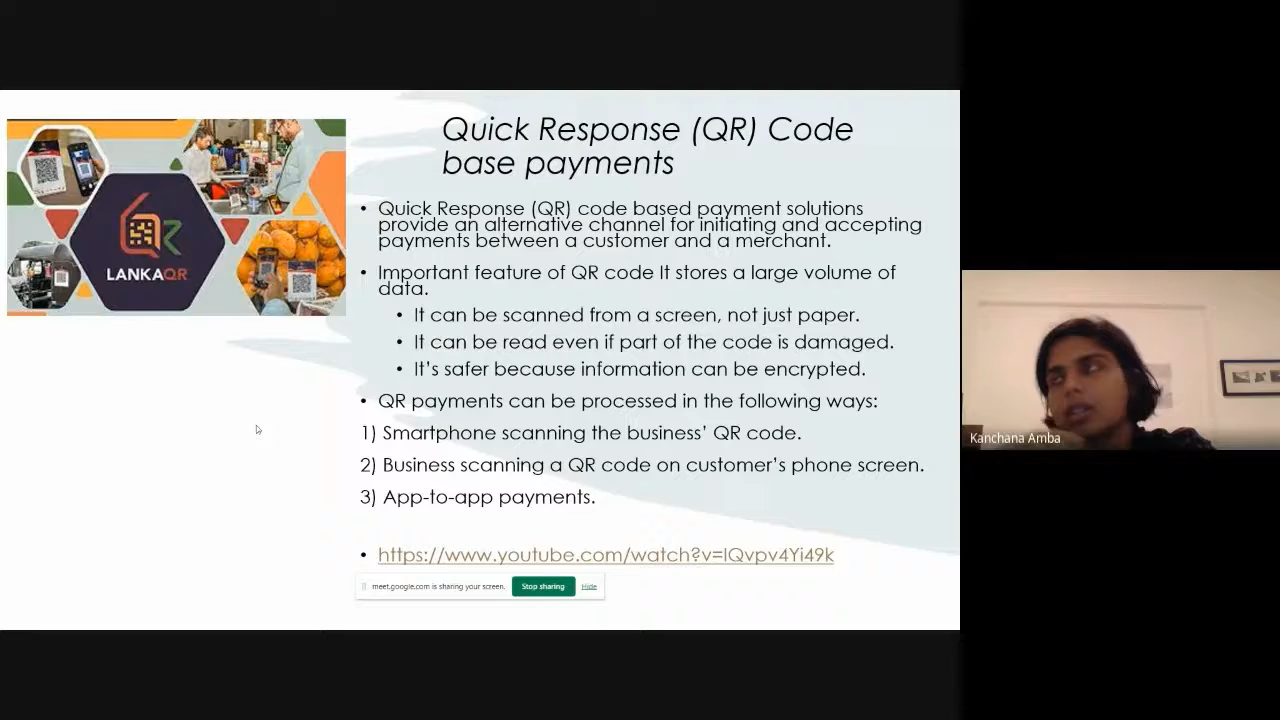 Quick Response (QR) Code
base payments
• Quick Response (QR) code based payment solutions
provide an alternative channel for initiating and accepting
payments between a customer and a merchant.
• Important feature of QR code It stores a large volume of
data.
• It can be scanned from a screen, not just paper.
• It can be read even if part of the code is damaged.
• It's safer because information can be encrypted.
• QR payments can be processed in the following ways:
1) Smartphone scanning the business' QR code.
2) Business scanning a QR code on customer's phone screen.
3) App-to-app payments.
• https://www.youtube.com/watch?v=IQvpv4Yi49k
meet.google.com is sharing your screen. Stop sharing Hide
LANKAQR
Kanchana Amba